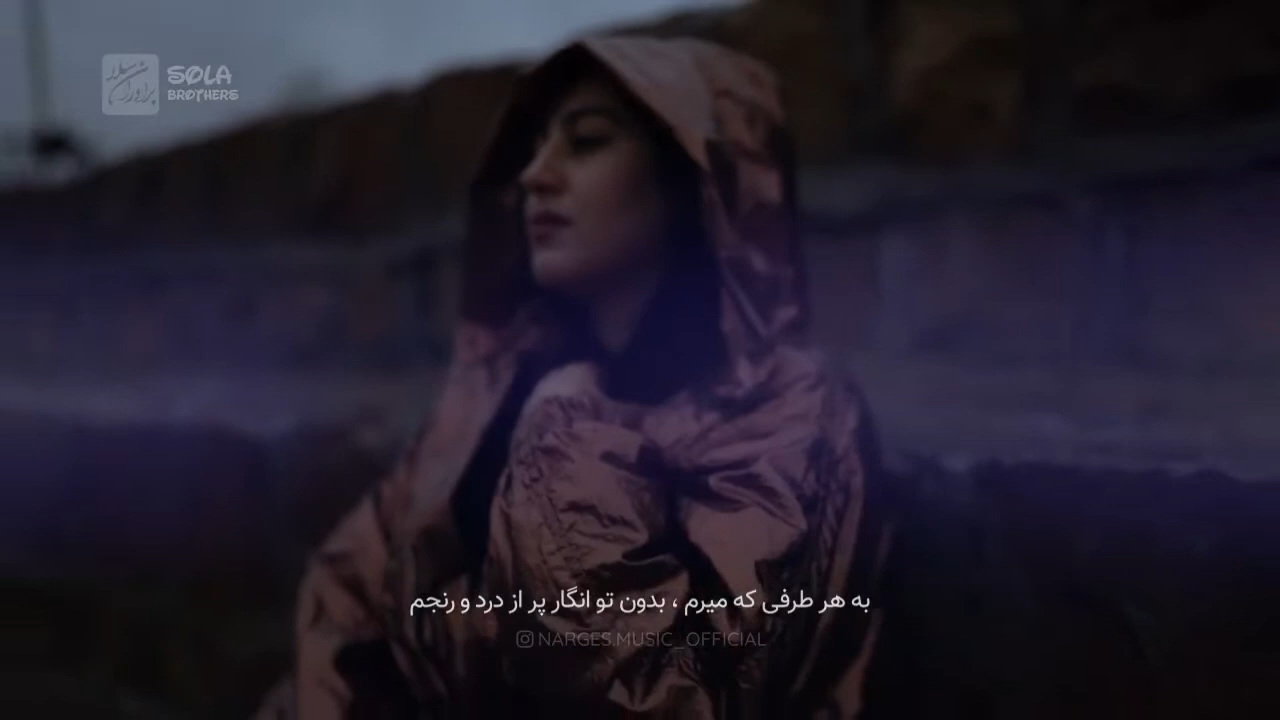 SOLA
BROTHERS
به هر طرفی که میرم ، بدون تو انگار پر از درد و رنجم
NARGES.MUSIC_OFFICIAL